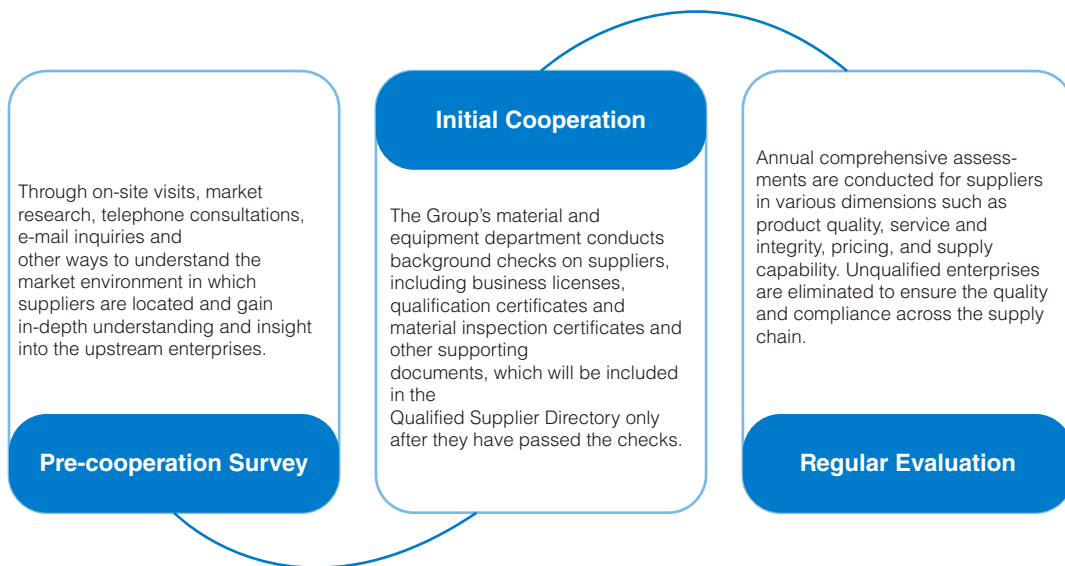 Through on-site visits, market
research, telephone consultations,
e-mail inquiries and
other ways to understand the
market environment in which
suppliers are located and gain
in-depth understanding and insight
into the upstream enterprises.
Pre-cooperation Survey
Initial Cooperation
The Group’s material and
equipment department conducts
background checks on suppliers,
including business licenses,
qualification certificates and
material inspection certificates and
other supporting
documents, which will be included
in the
Qualified Supplier Directory only
after they have passed the checks.
Annual comprehensive assess-
ments are conducted for suppliers
in various dimensions such as
product quality, service and
integrity, pricing, and supply
capability. Unqualified enterprises
are eliminated to ensure the quality
and compliance across the supply
chain.
Regular Evaluation